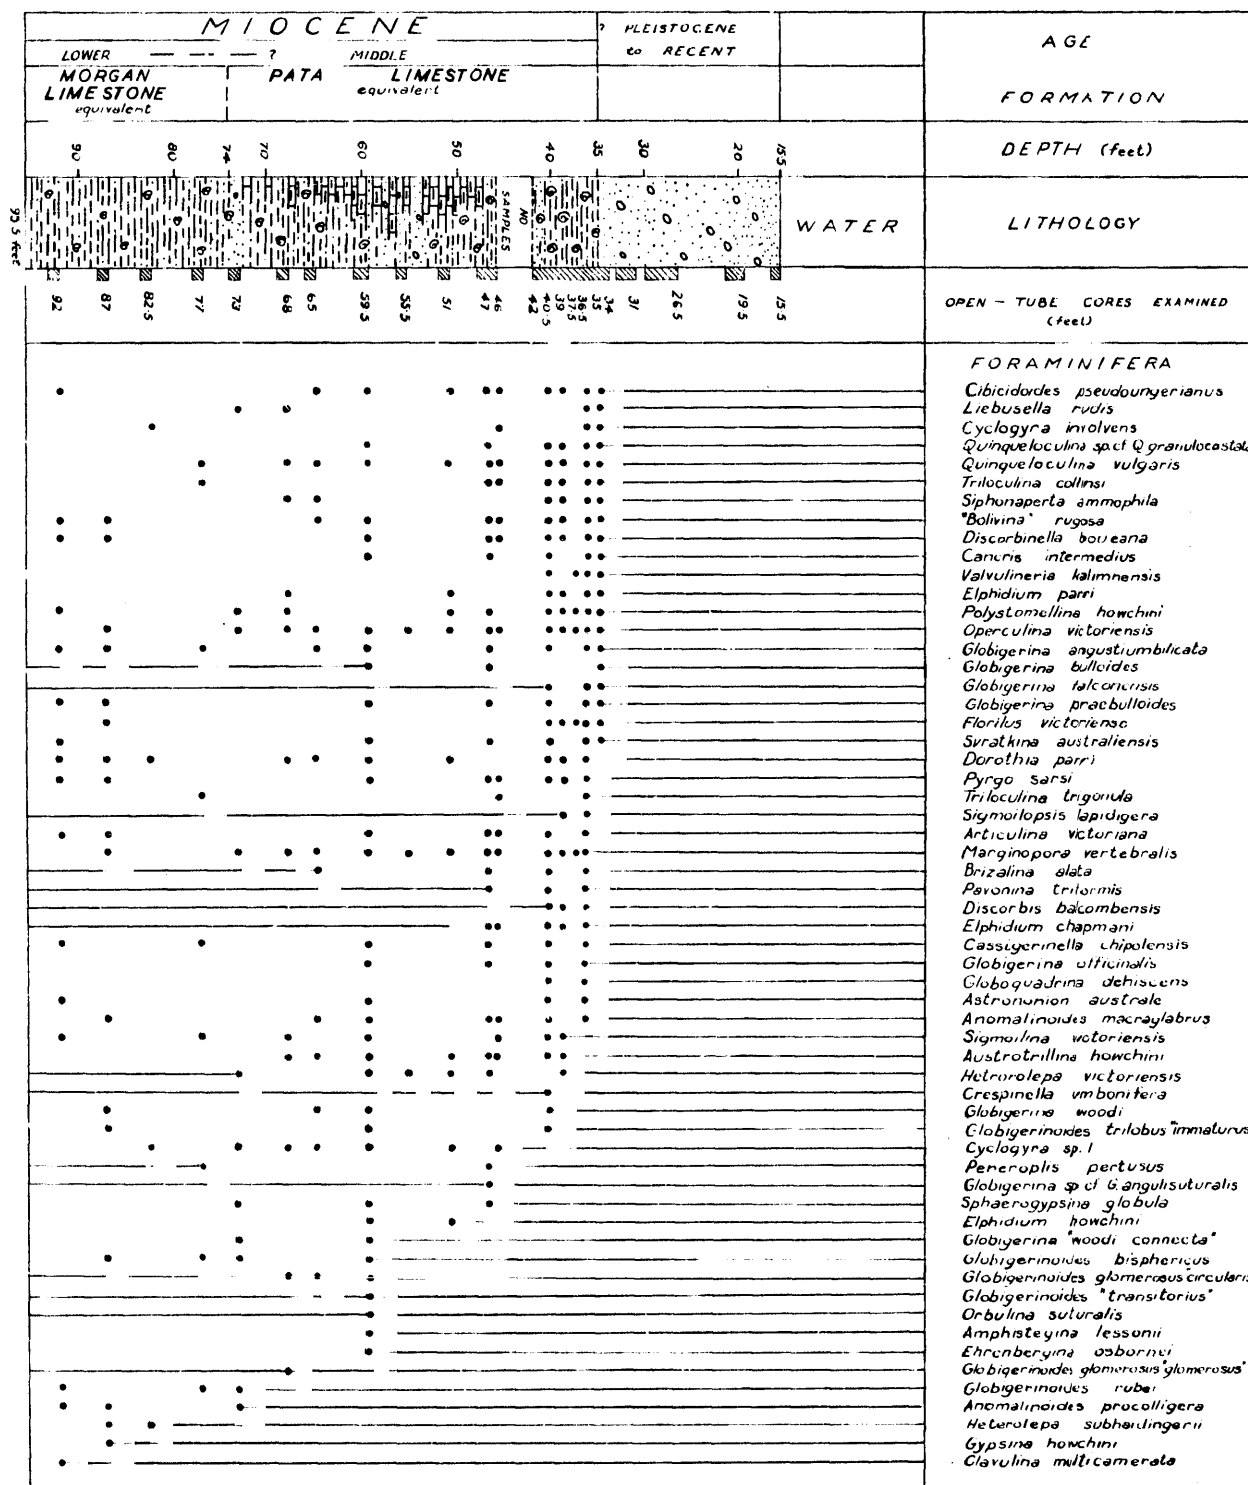 MIOCENE
? PLEISTOCENE
to RECENT
AGE
LOWER — — - — ? MIDDLE
MORGAN
LIMESTONE
equivalent
PATA LIMESTONE
equivalent
FORMATION
90 80 74 70 60 50 40 35 30 20 15.5
DEPTH (feet)
95.5 feet
NO
SAMPLES
WATER
LITHOLOGY
92 87 82.5 77 73 68 65 59.5 55.5 51 47 46 42 40.5 39 37.5 36.5 35 34 31 26.5 19.5 15.5
OPEN - TUBE CORES EXAMINED
(feet)
FORAMINIFERA
Cibicidoides pseudoungerianus
Liebusella rudis
Cyclogyra involvens
Quinqueloculina sp.cf Q granulocostata
Quinqueloculina vulgaris
Triloculina collinsi
Siphonaperta ammophila
"Bolivina" rugosa
Discorbinella boueana
Cancris intermedius
Valvulineria kalimnensis
Elphidium parri
Polystomellina howchini
Operculina victoriensis
Globigerina angustiumbilicata
Globigerina bulloides
Globigerina falconensis
Globigerina praebulloides
Florilus victoriense
Svratkina australiensis
Dorothia parri
Pyrgo sarsi
Triloculina trigonula
Sigmoilopsis lapidigera
Articulina victoriana
Marginopora vertebralis
Brizalina alata
Pavonina triformis
Discorbis balcombensis
Elphidium chapmani
Cassigerinella chipolensis
Globigerina officinalis
Globoquadrina dehiscens
Astrononion australe
Anomalinoides macraglabrus
Sigmoilina victoriensis
Austrotrillina howchini
Hetrorolepa victoriensis
Crespinella umbonifera
Globigerina woodi
Globigerinoides trilobus "immaturus
Cyclogyra sp. 1
Peneroplis pertusus
Globigerina sp cf G. angulisuturalis
Sphaerogypsina globula
Elphidium howchini
Globigerina "woodi connecta"
Globigerinoides bisphericus
Globigerinoides glomerosus circularis
Globigerinoides "transitorius"
Orbulina suturalis
Amphistegina lessonii
Ehrenbergina osbornei
Globigerinoides glomerosus "glomerosus"
Globigerinoides ruber
Anomalinoides procolligera
Heterolepa subhaidingerii
Gypsina howchini
Clavulina multicamerata